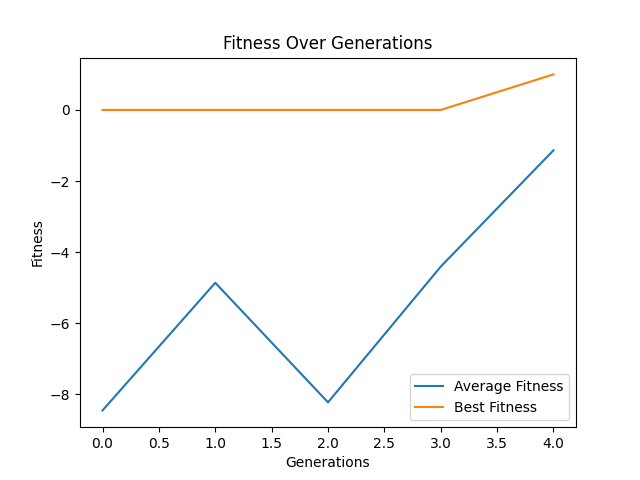 Fitness Over Generations
Fitness
0
−2
−4
−6
−8
Average Fitness
Best Fitness
0.0 0.5 1.0 1.5 2.0 2.5 3.0 3.5 4.0
Generations